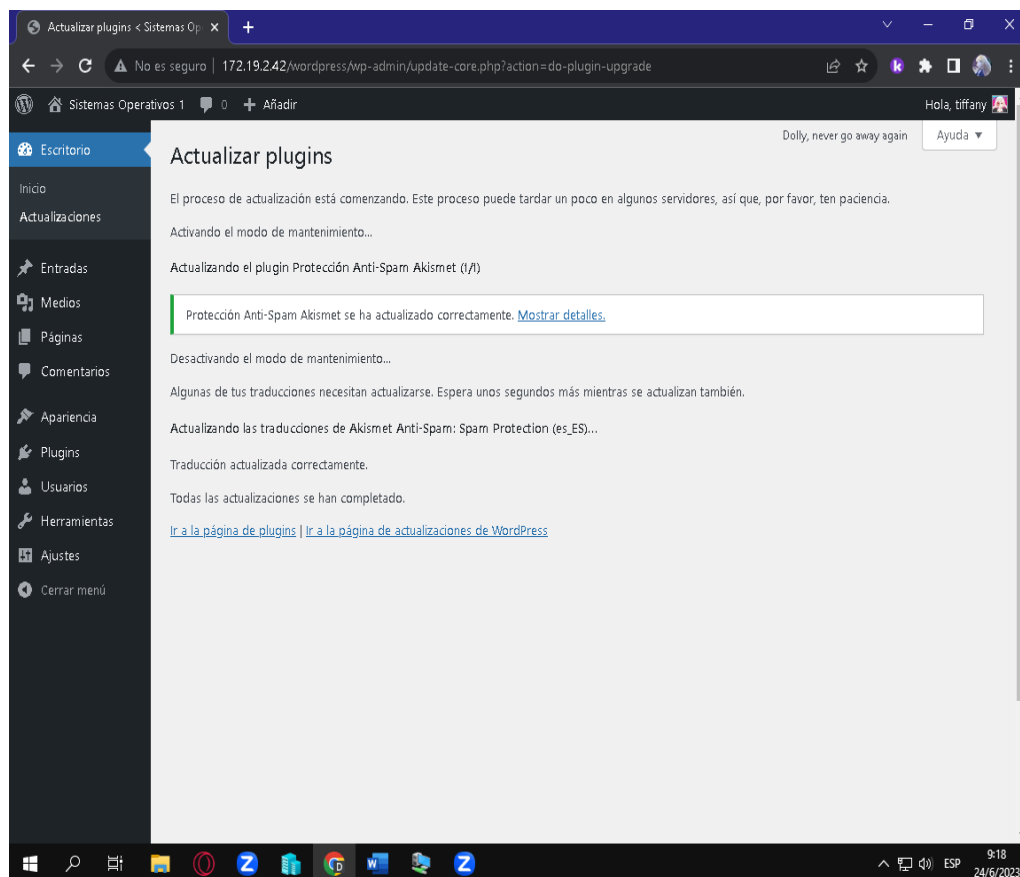 Actualizar plugins < Sistemas Op
No es seguro | 172.19.2.42/wordpress/wp-admin/update-core.php?action=do-plugin-upgrade
Sistemas Operativos 1 0 + Añadir
Hola, tiffany
Escritorio
Inicio
Actualizaciones
Entradas
Medios
Páginas
Comentarios
Apariencia
Plugins
Usuarios
Herramientas
Ajustes
Cerrar menú
Dolly, never go away again
Ayuda ▼
Actualizar plugins
El proceso de actualización está comenzando. Este proceso puede tardar un poco en algunos servidores, así que, por favor, ten paciencia.
Activando el modo de mantenimiento...
Actualizando el plugin Protección Anti-Spam Akismet (1/1)
Protección Anti-Spam Akismet se ha actualizado correctamente. Mostrar detalles.
Desactivando el modo de mantenimiento...
Algunas de tus traducciones necesitan actualizarse. Espera unos segundos más mientras se actualizan también.
Actualizando las traducciones de Akismet Anti-Spam: Spam Protection (es_ES)...
Traducción actualizada correctamente.
Todas las actualizaciones se han completado.
Ir a la página de plugins | Ir a la página de actualizaciones de WordPress
ESP
9:18
24/6/2023